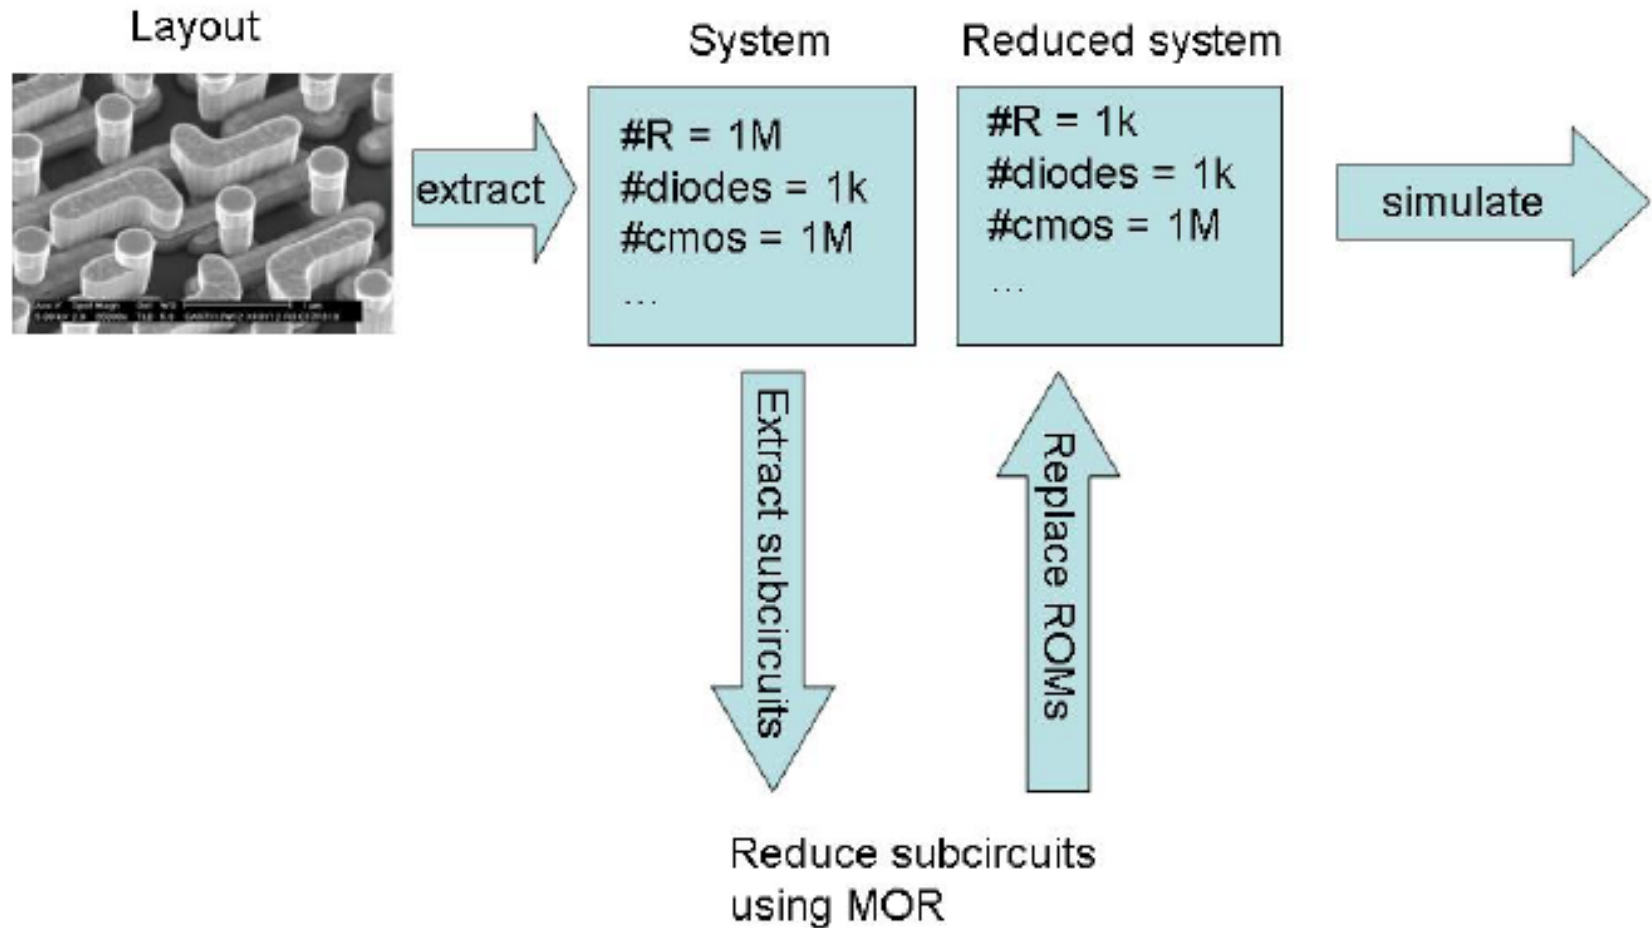 Layout
System
Reduced system
extract
#R = 1M
#diodes = 1k
#cmos = 1M
...
#R = 1k
#diodes = 1k
#cmos = 1M
...
simulate
Extract subcircuits
Replace ROMs
Reduce subcircuits
using MOR